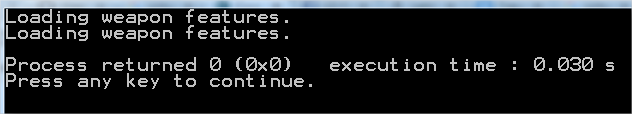 Loading weapon features.
Loading weapon features.
Process returned 0 (0x0)   execution time : 0.030 s
Press any key to continue.